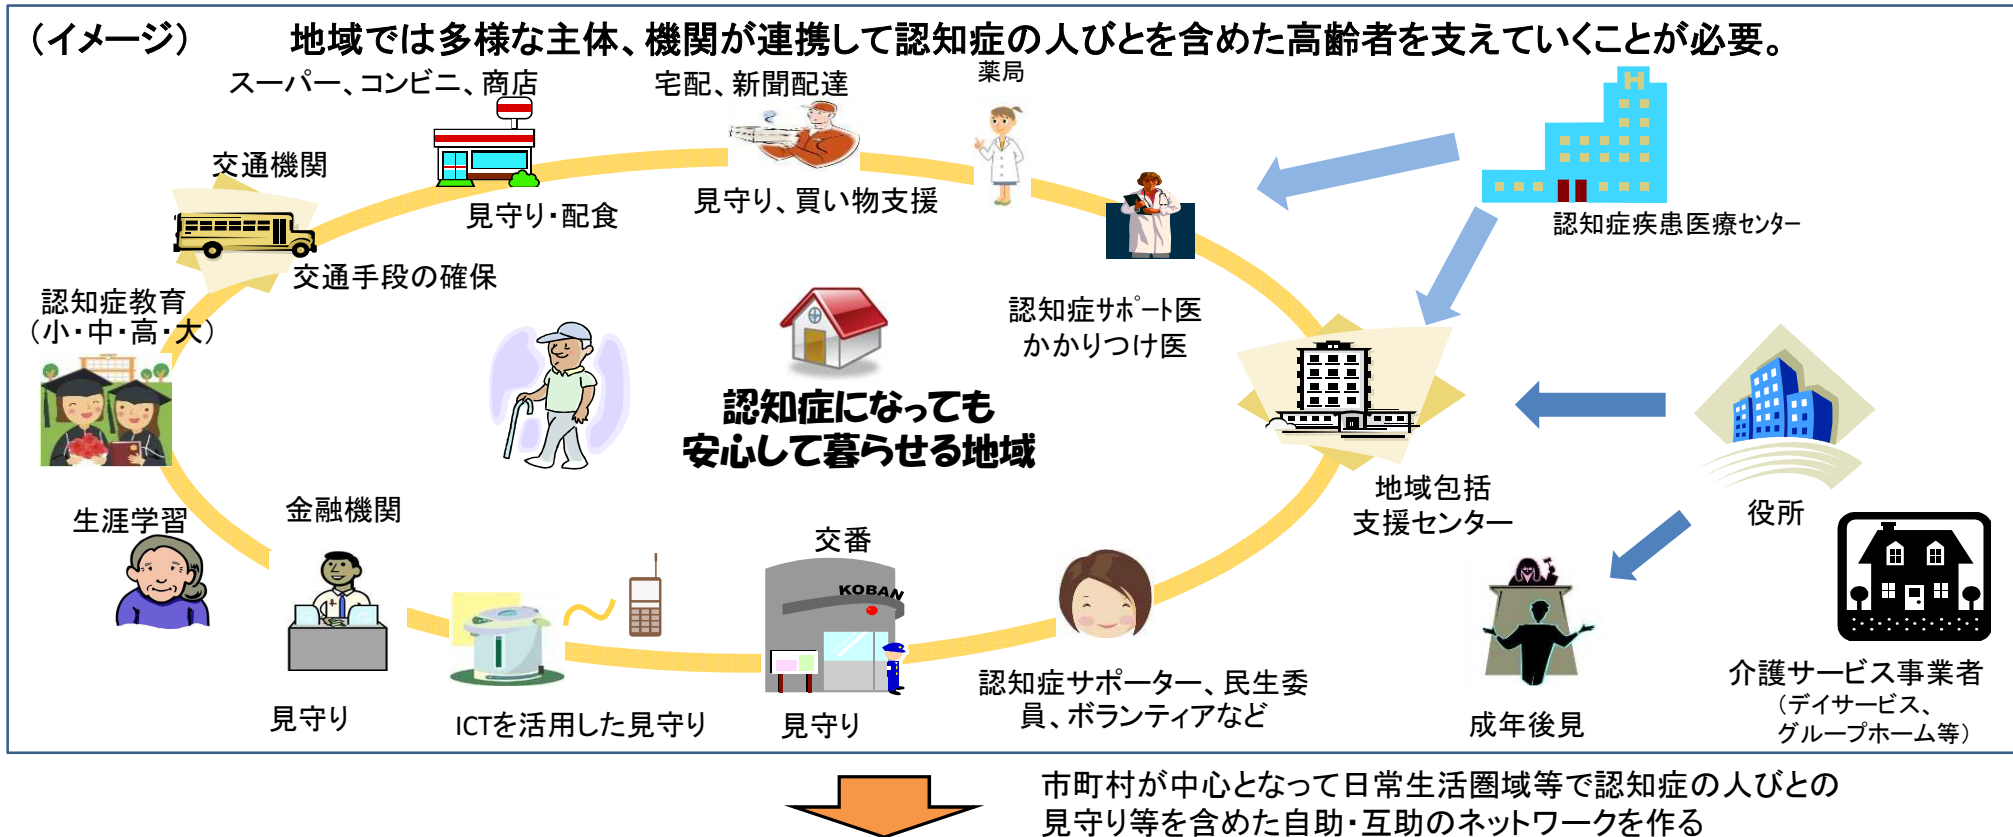 （イメージ）　地域では多様な主体、機関が連携して認知症の人びとを含めた高齢者を支えていくことが必要。
スーパー、コンビニ、商店
宅配、新聞配達
薬局
交通機関
見守り・配食
見守り、買い物支援
認知症疾患医療センター
交通手段の確保
認知症教育
（小・中・高・大）
認知症サポート医
かかりつけ医
認知症になっても
安心して暮らせる地域
地域包括
支援センター
役所
生涯学習
金融機関
交番
KOBAN
見守り
ICTを活用した見守り
見守り
認知症サポーター、民生委
員、ボランティアなど
成年後見
介護サービス事業者
（デイサービス、
グループホーム等）
市町村が中心となって日常生活圏域等で認知症の人びとの
見守り等を含めた自助・互助のネットワークを作る